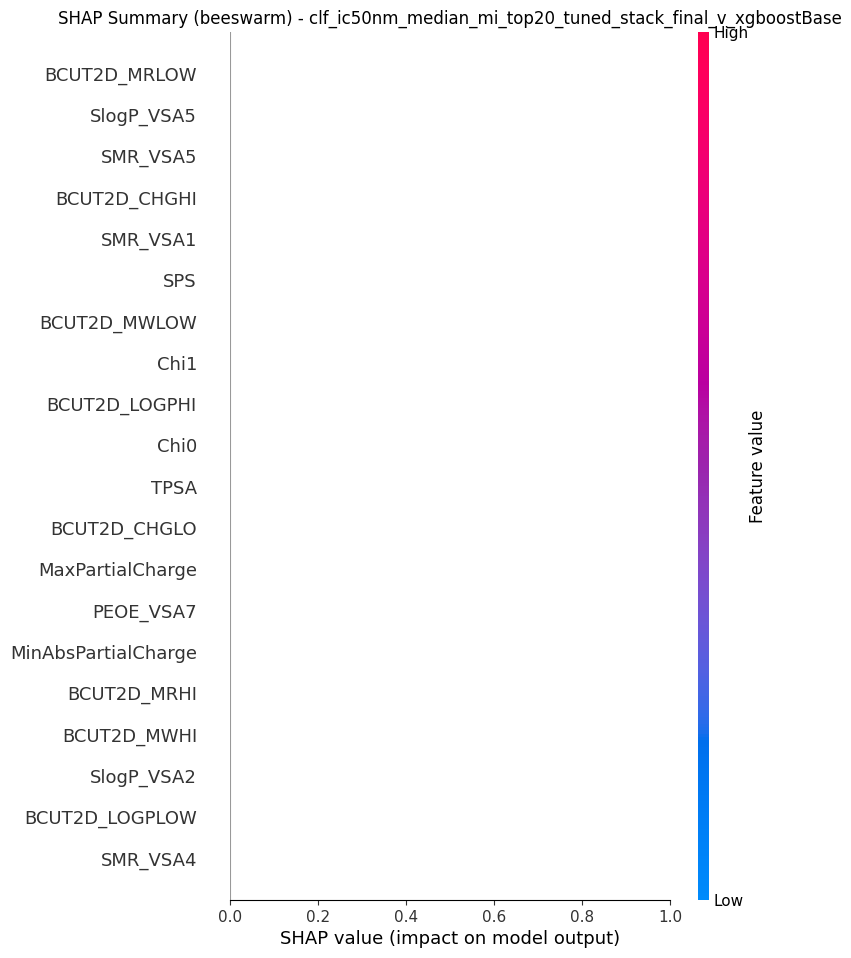 SHAP Summary (beeswarm) - clf_ic50nm_median_mi_top20_tuned_stack_final_v_xgboostBase
High
BCUT2D_MRLOW
SlogP_VSA5
SMR_VSA5
BCUT2D_CHGHI
SMR_VSA1
SPS
BCUT2D_MWLOW
Chi1
BCUT2D_LOGPHI
Chi0
TPSA
BCUT2D_CHGLO
MaxPartialCharge
PEOE_VSA7
MinAbsPartialCharge
BCUT2D_MRHI
BCUT2D_MWHI
SlogP_VSA2
BCUT2D_LOGPLOW
SMR_VSA4
Feature value
Low
0.0 0.2 0.4 0.6 0.8 1.0
SHAP value (impact on model output)